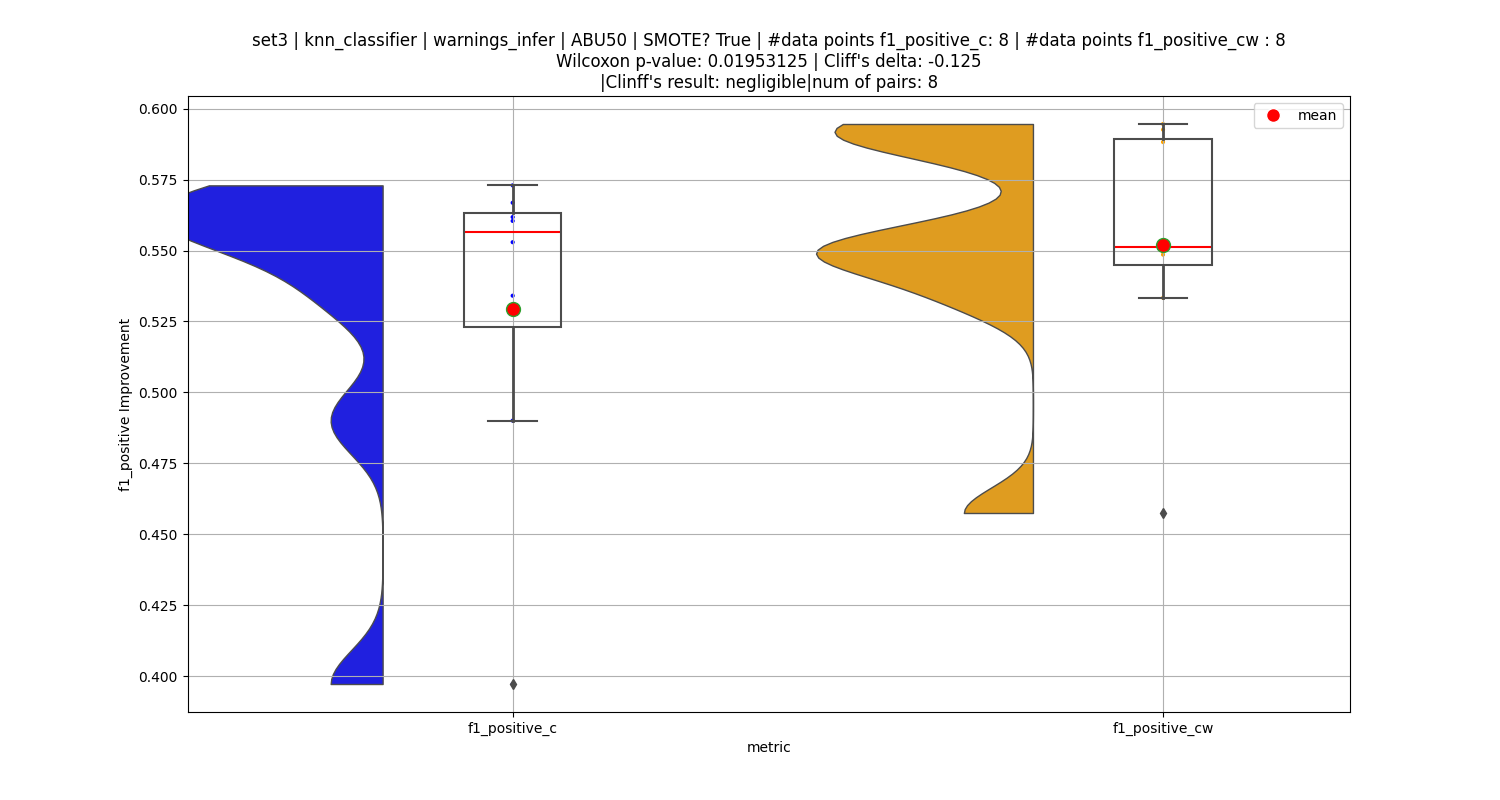 set3 | knn_classifier | warnings_infer | ABU50 | SMOTE? True | #data points f1_positive_c: 8 | #data points f1_positive_cw : 8
Wilcoxon p-value: 0.01953125 | Cliff's delta: -0.125
|Clinff's result: negligible|num of pairs: 8
mean
0.600
0.575
0.550
0.525
0.500
0.475
0.450
0.425
0.400
f1_positive Improvement
f1_positive_c
f1_positive_cw
metric